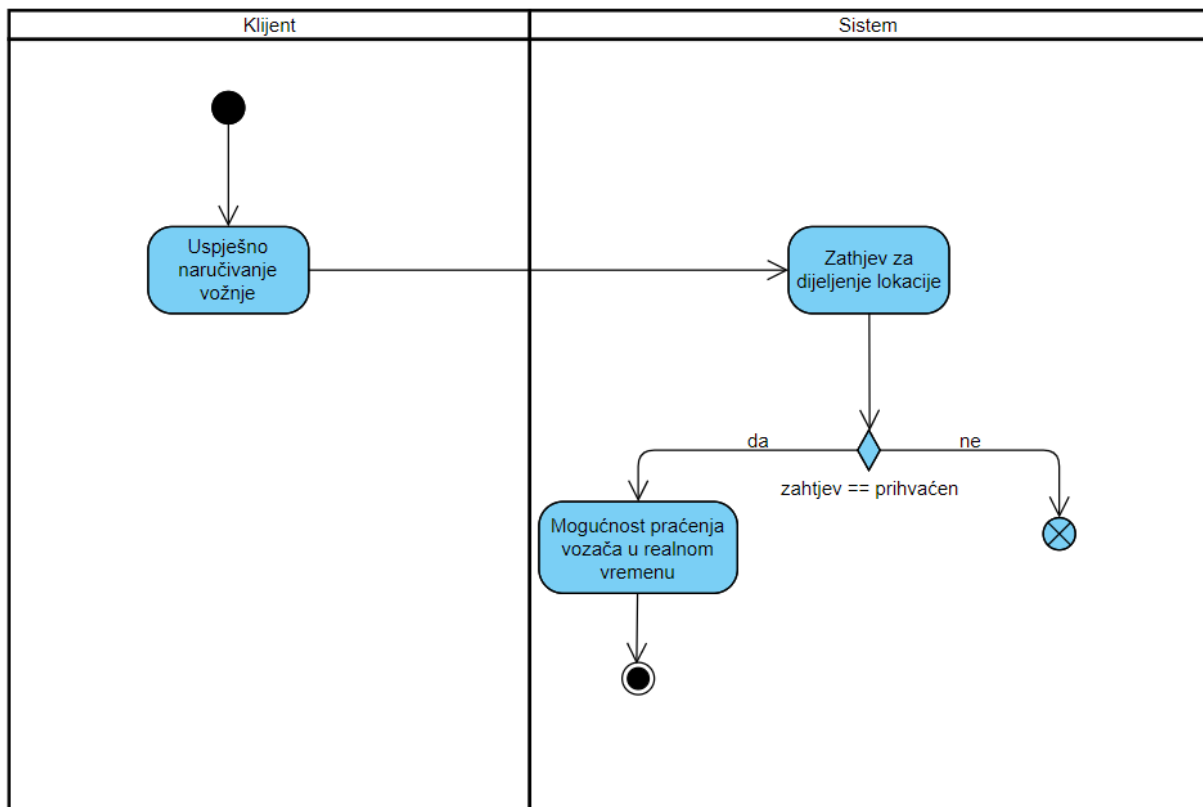 Klijent
Sistem
Uspješno
naručivanje
vožnje
Zathjev za
dijeljenje lokacije
da
ne
zahtjev == prihvaćen
Mogućnost praćenja
vozača u realnom
vremenu